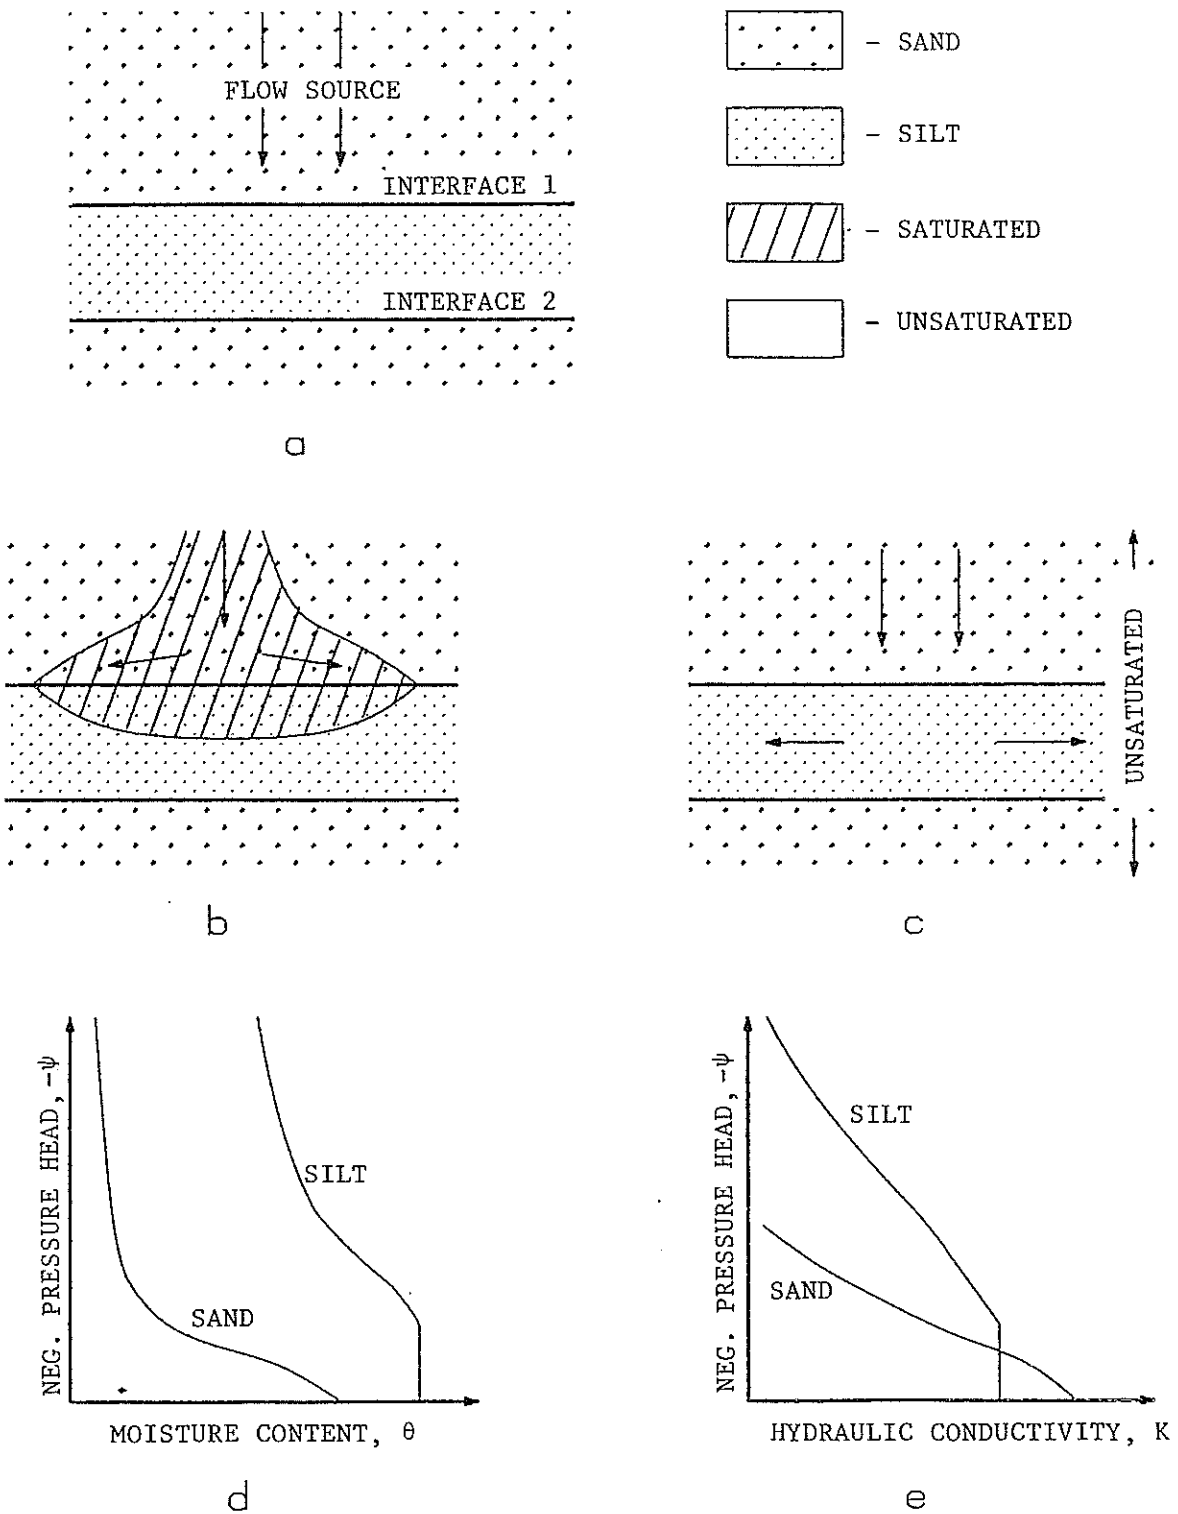 FLOW SOURCE
INTERFACE 1
INTERFACE 2
a
- SAND
- SILT
- SATURATED
- UNSATURATED
b
UNSATURATED
c
NEG. PRESSURE HEAD, -ψ
SILT
SAND
MOISTURE CONTENT, θ
d
NEG. PRESSURE HEAD, -ψ
SILT
SAND
HYDRAULIC CONDUCTIVITY, K
e